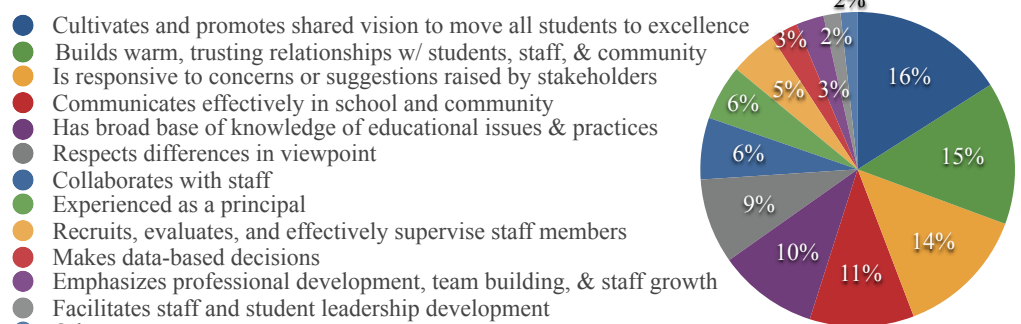 Cultivates and promotes shared vision to move all students to excellence
Builds warm, trusting relationships w/ students, staff, & community
Is responsive to concerns or suggestions raised by stakeholders
Communicates effectively in school and community
Has broad base of knowledge of educational issues & practices
Respects differences in viewpoint
Collaborates with staff
Experienced as a principal
Recruits, evaluates, and effectively supervise staff members
Makes data-based decisions
Emphasizes professional development, team building, & staff growth
Facilitates staff and student leadership development
2%
16%
15%
14%
11%
10%
9%
6%
6%
5%
3%
3%
2%